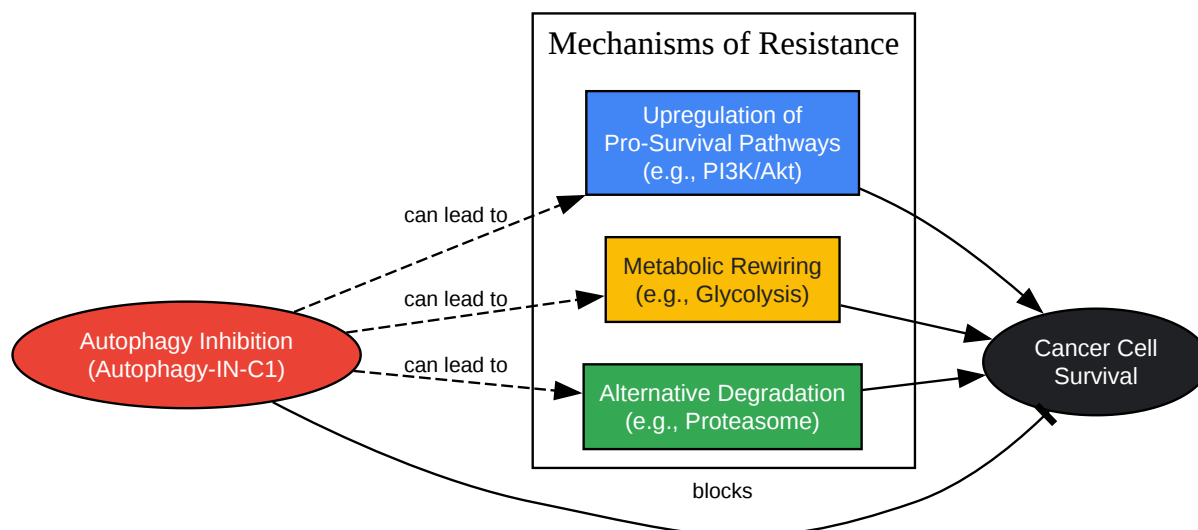 Mechanisms of Resistance
Upregulation of
Pro-Survival Pathways
(e.g., PI3K/Akt)
can lead to
Metabolic Rewiring
(e.g., Glycolysis)
can lead to
Autophagy Inhibition
(Autophagy-IN-C1)
can lead to
Alternative Degradation
(e.g., Proteasome)
Cancer Cell
Survival
blocks